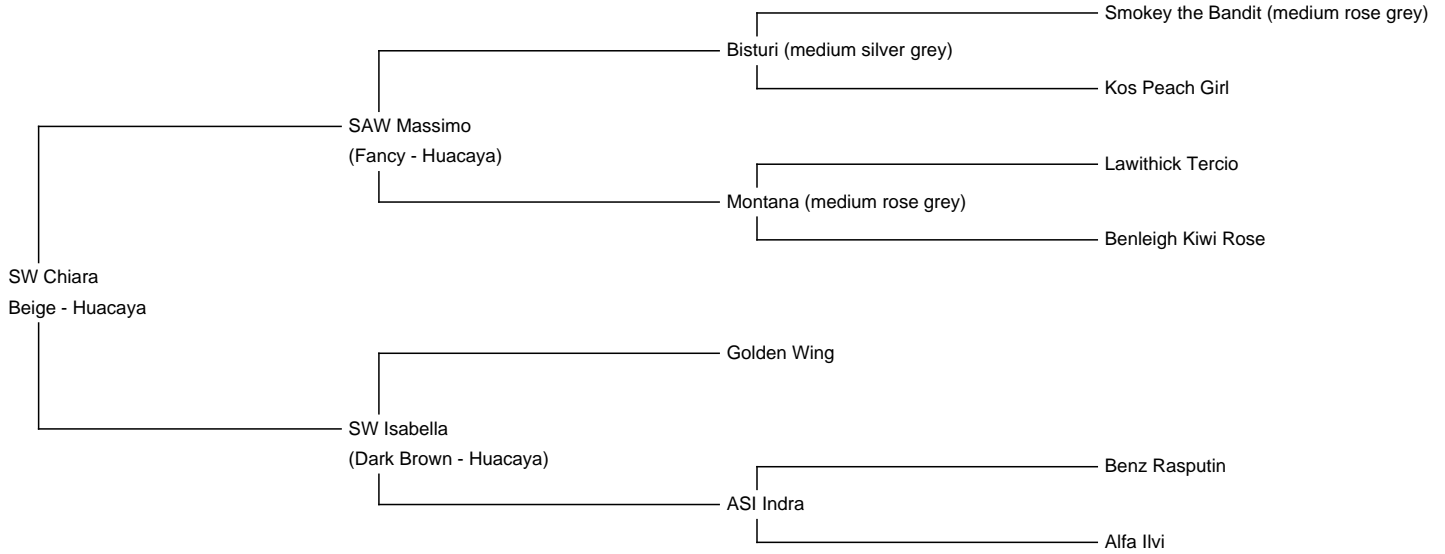 Smokey the Bandit (medium rose grey)
Bisturi (medium silver grey)
Kos Peach Girl
SAW Massimo
(Fancy - Huacaya)
Lawithick Tercio
Montana (medium rose grey)
Benleigh Kiwi Rose
SW Chiara
Beige - Huacaya
Golden Wing
SW Isabella
(Dark Brown - Huacaya)
Benz Rasputin
ASI Indra
Alfa Ilvi